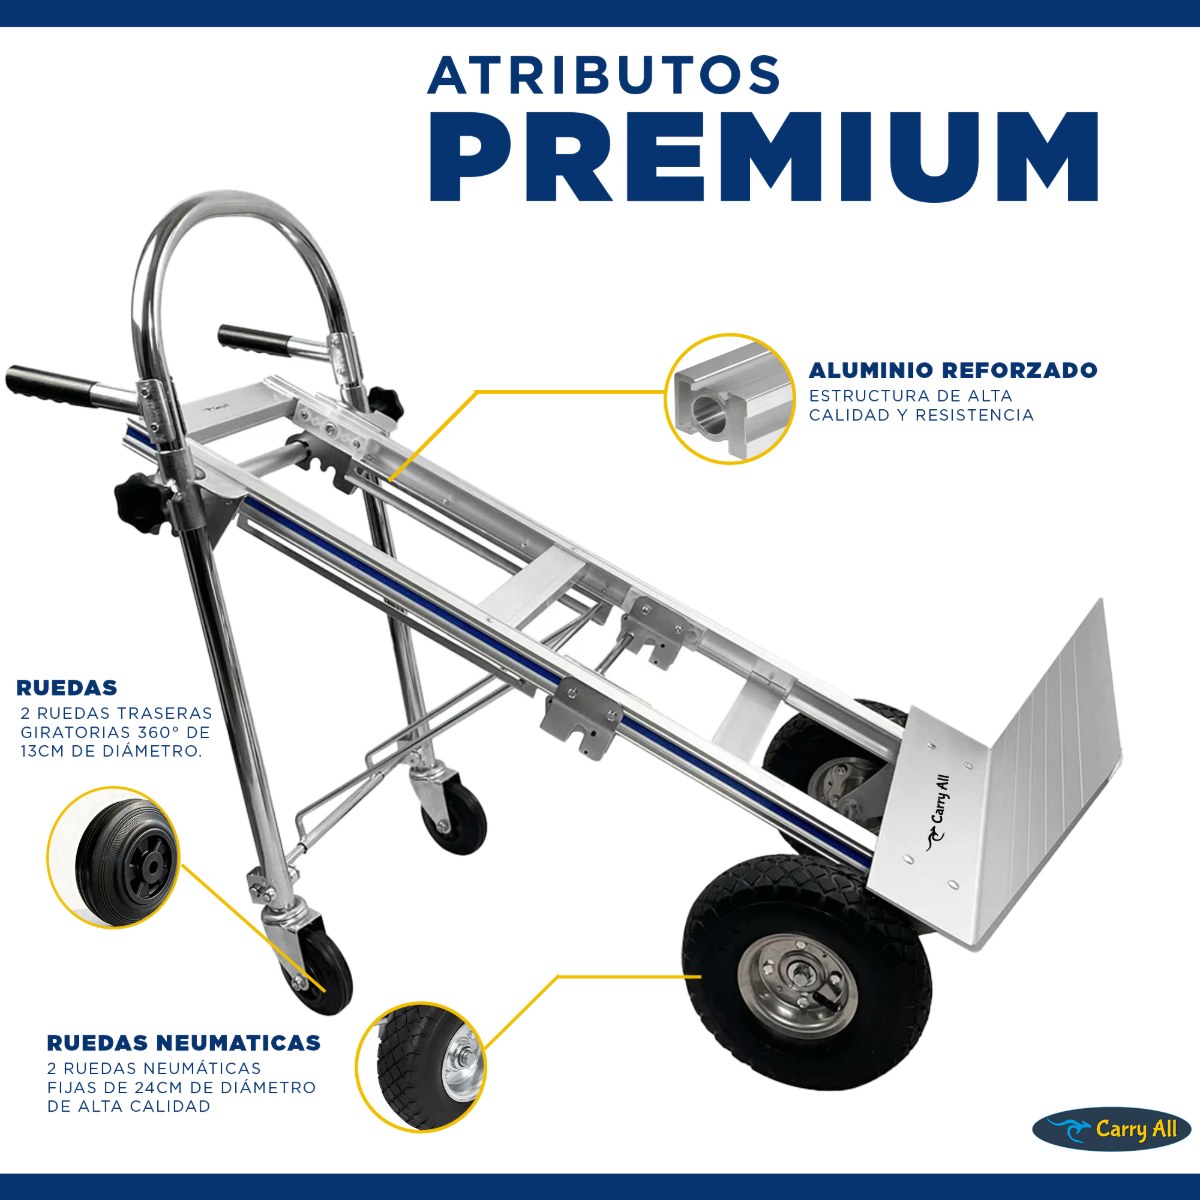 ATRIBUTOS
PREMIUM
ALUMINIO REFORZADO
ESTRUCTURA DE ALTA
CALIDAD Y RESISTENCIA
RUEDAS
2 RUEDAS TRASERAS
GIRATORIAS 360° DE
13CM DE DIÁMETRO.
Carry All
RUEDAS NEUMATICAS
2 RUEDAS NEUMÁTICAS
FIJAS DE 24CM DE DIÁMETRO
DE ALTA CALIDAD
Carry All